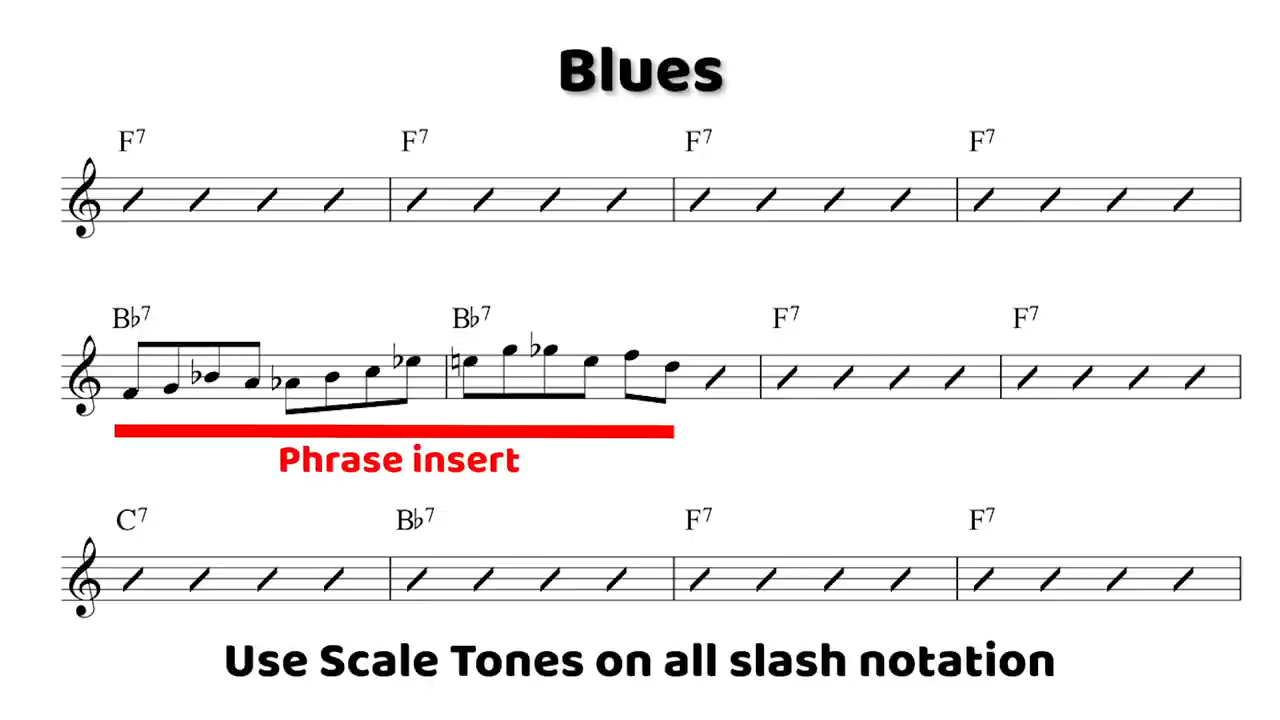 Blues
F7 F7 F7 F7
B♭7 B♭7 F7 F7
Phrase insert
C7 B♭7 F7 F7
Use Scale Tones on all slash notation